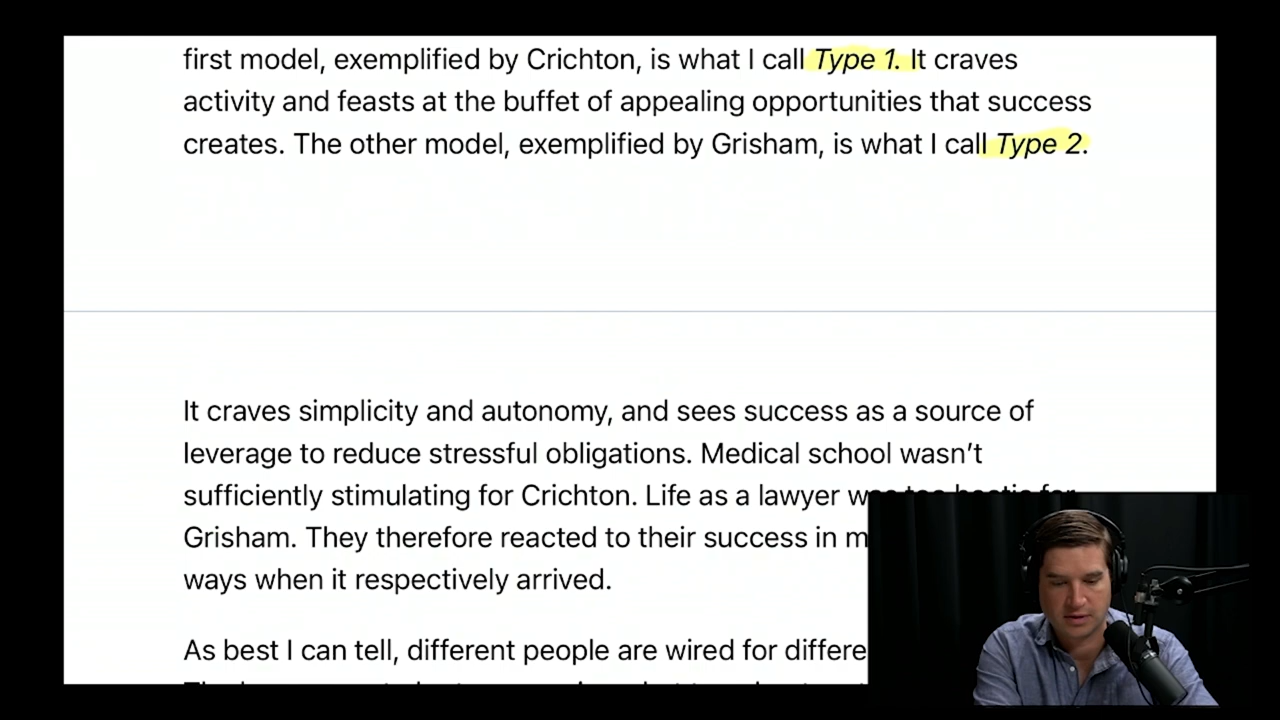 first model, exemplified by Crichton, is what I call Type 1. It craves
activity and feasts at the buffet of appealing opportunities that success
creates. The other model, exemplified by Grisham, is what I call Type 2.
It craves simplicity and autonomy, and sees success as a source of
leverage to reduce stressful obligations. Medical school wasn’t
sufficiently stimulating for Crichton. Life as a lawyer
Grisham. They therefore reacted to their success in
ways when it respectively arrived.
As best I can tell, different people are wired for